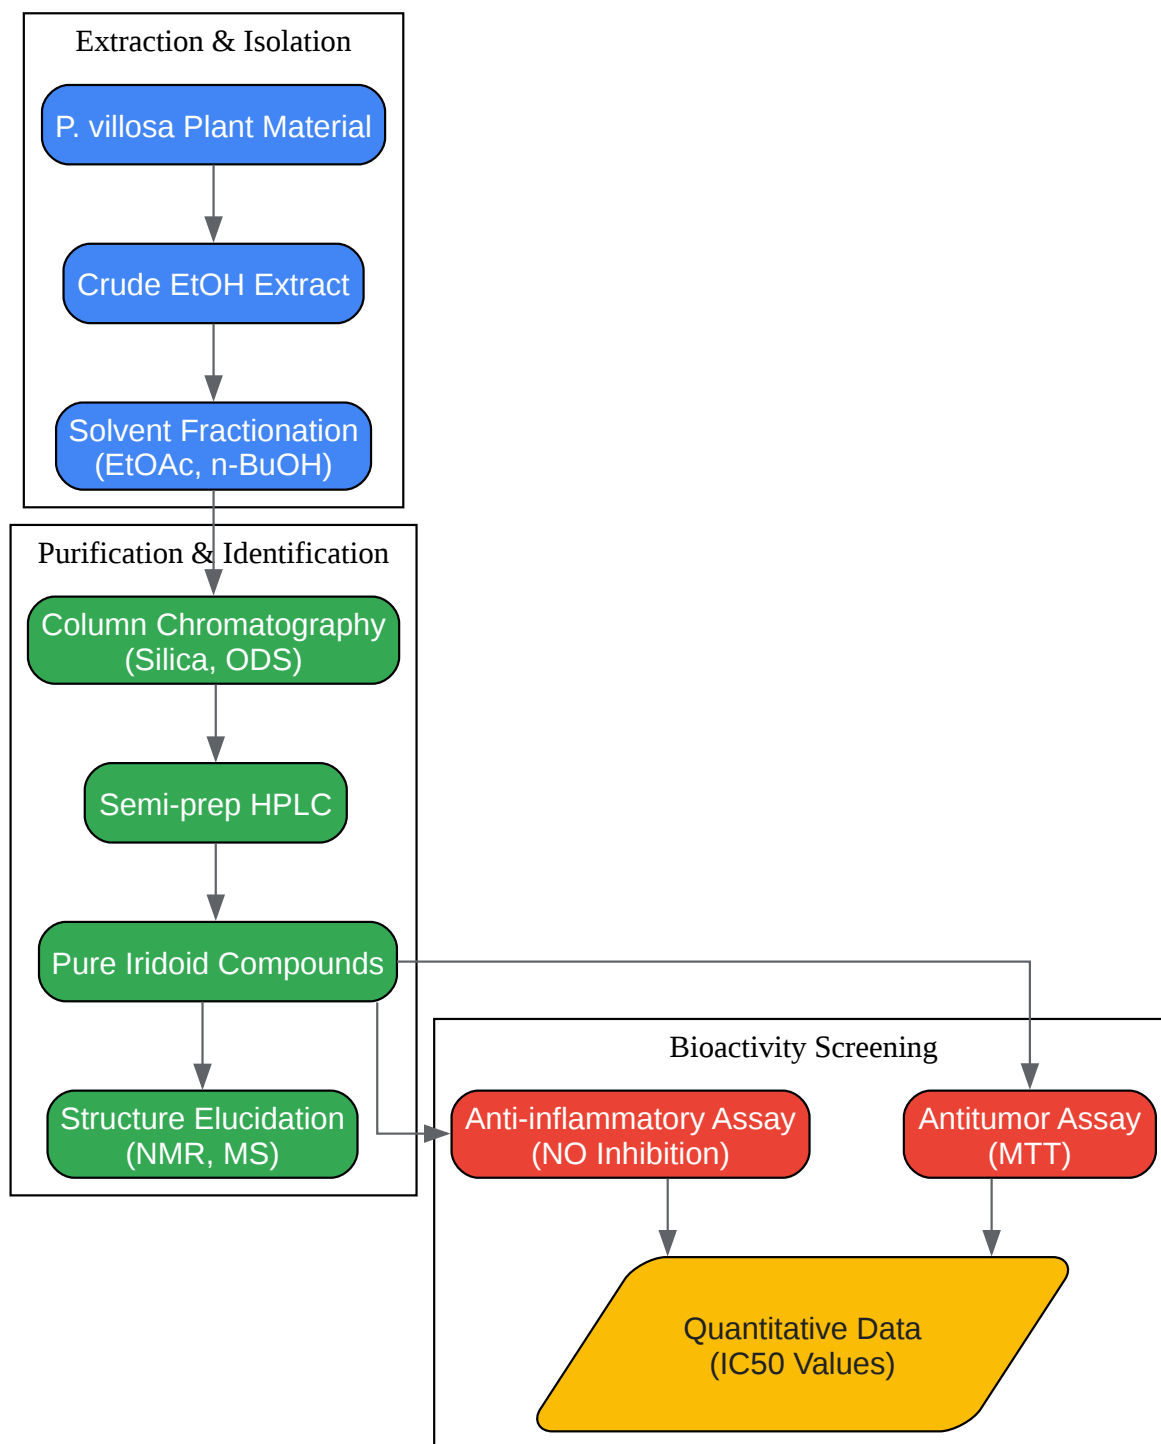 Extraction & Isolation
P. villosa Plant Material
Crude EtOH Extract
Solvent Fractionation
(EtOAc, n-BuOH)
Purification & Identification
Column Chromatography
(Silica, ODS)
Semi-prep HPLC
Pure Iridoid Compounds
Structure Elucidation
(NMR, MS)
Bioactivity Screening
Anti-inflammatory Assay
(NO Inhibition)
Antitumor Assay
(MTT)
Quantitative Data
(IC50 Values)